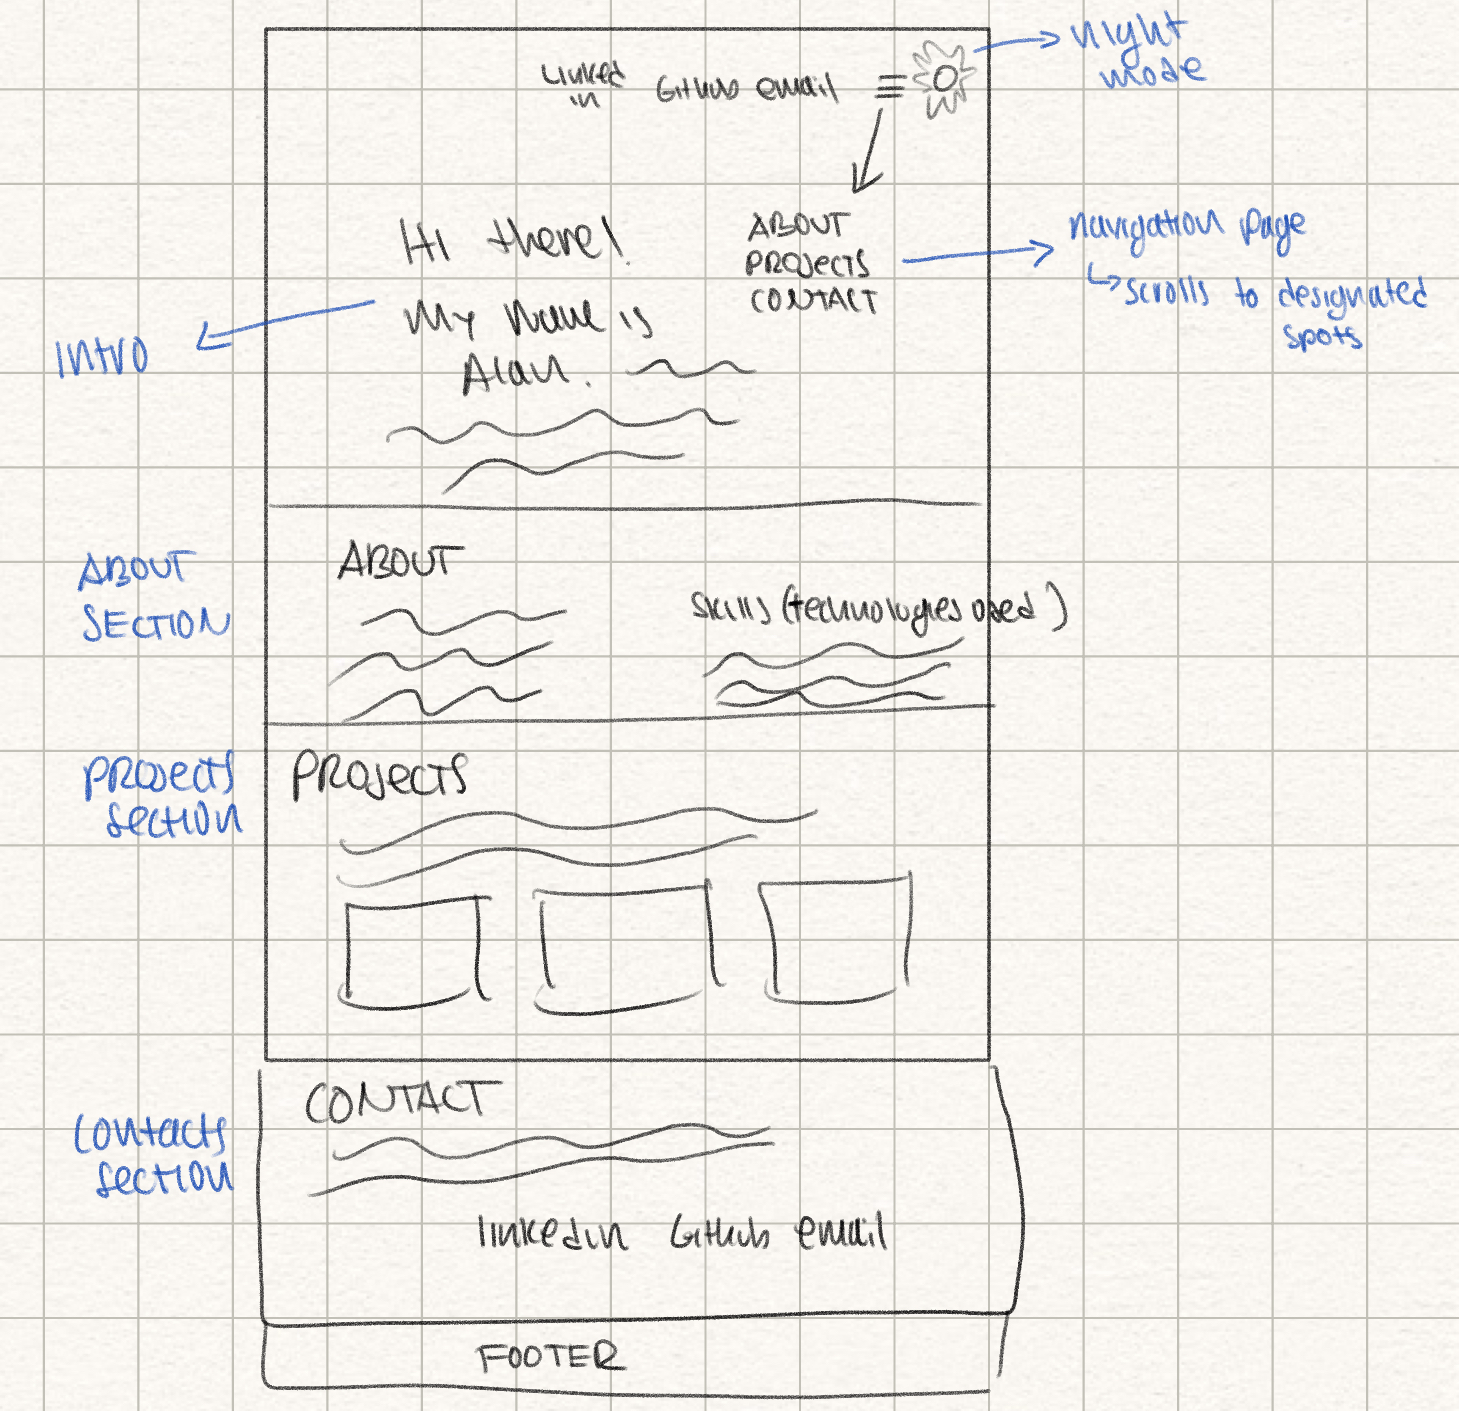 night
mode
Linked
in
GitHub email
Hi there!
ABOUT
PROJECTS
CONTACT
navigation page
scrolls to designated
spots
My Name is
Alan.
INTRO
ABOUT
SECTION
ABOUT
Skills (technologies used)
PROJECTS
SECTION
PROJECTS
CONTACT
Contacts
section
linkedin GitHub email
FOOTER